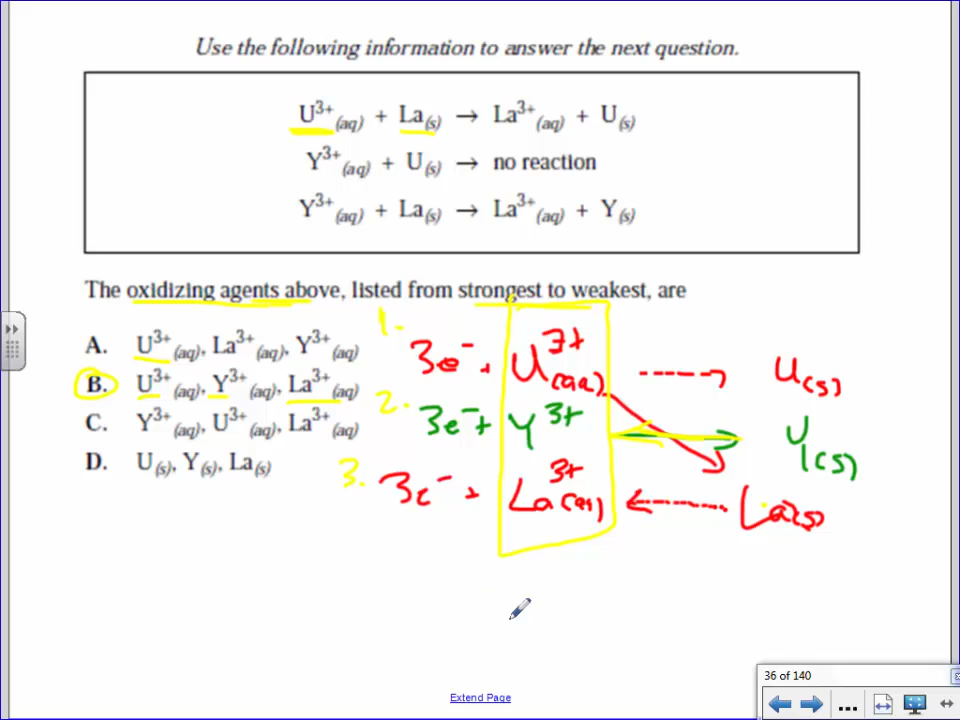 Use the following information to answer the next question.
U³⁺(aq) + La(s) → La³⁺(aq) + U(s)
Y³⁺(aq) + U(s) → no reaction
Y³⁺(aq) + La(s) → La³⁺(aq) + Y(s)
The oxidizing agents above, listed from strongest to weakest, are
A. U³⁺(aq), La³⁺(aq), Y³⁺(aq)
B. U³⁺(aq), Y³⁺(aq), La³⁺(aq)
C. Y³⁺(aq), U³⁺(aq), La³⁺(aq)
D. U(s), Y(s), La(s)
1. 3e⁻ + U³⁺(aq) → U(s)
2. 3e⁻ + Y³⁺ → Y(s)
3. 3e⁻ + La³⁺(aq) ← La(s)
36 of 140
...
Extend Page